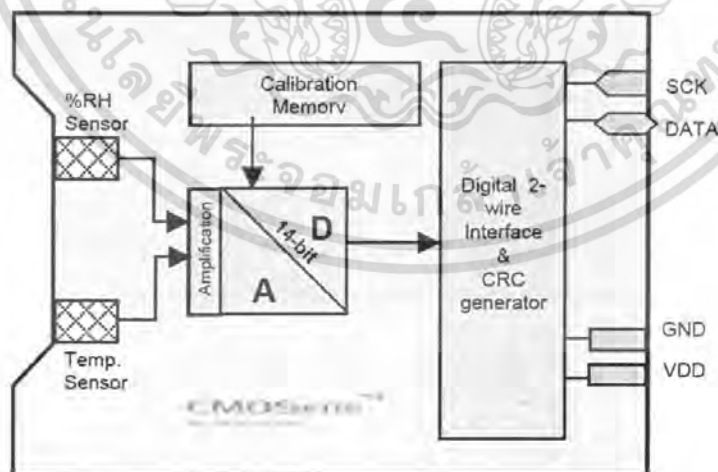 %RH
Sensor
Calibration
Memory
SCK
DATA
Amplification
14-bit
D
A
Digital 2-
wire
Interface
&
CRC
generator
GND
VDD
Temp.
Sensor
CMOSens™